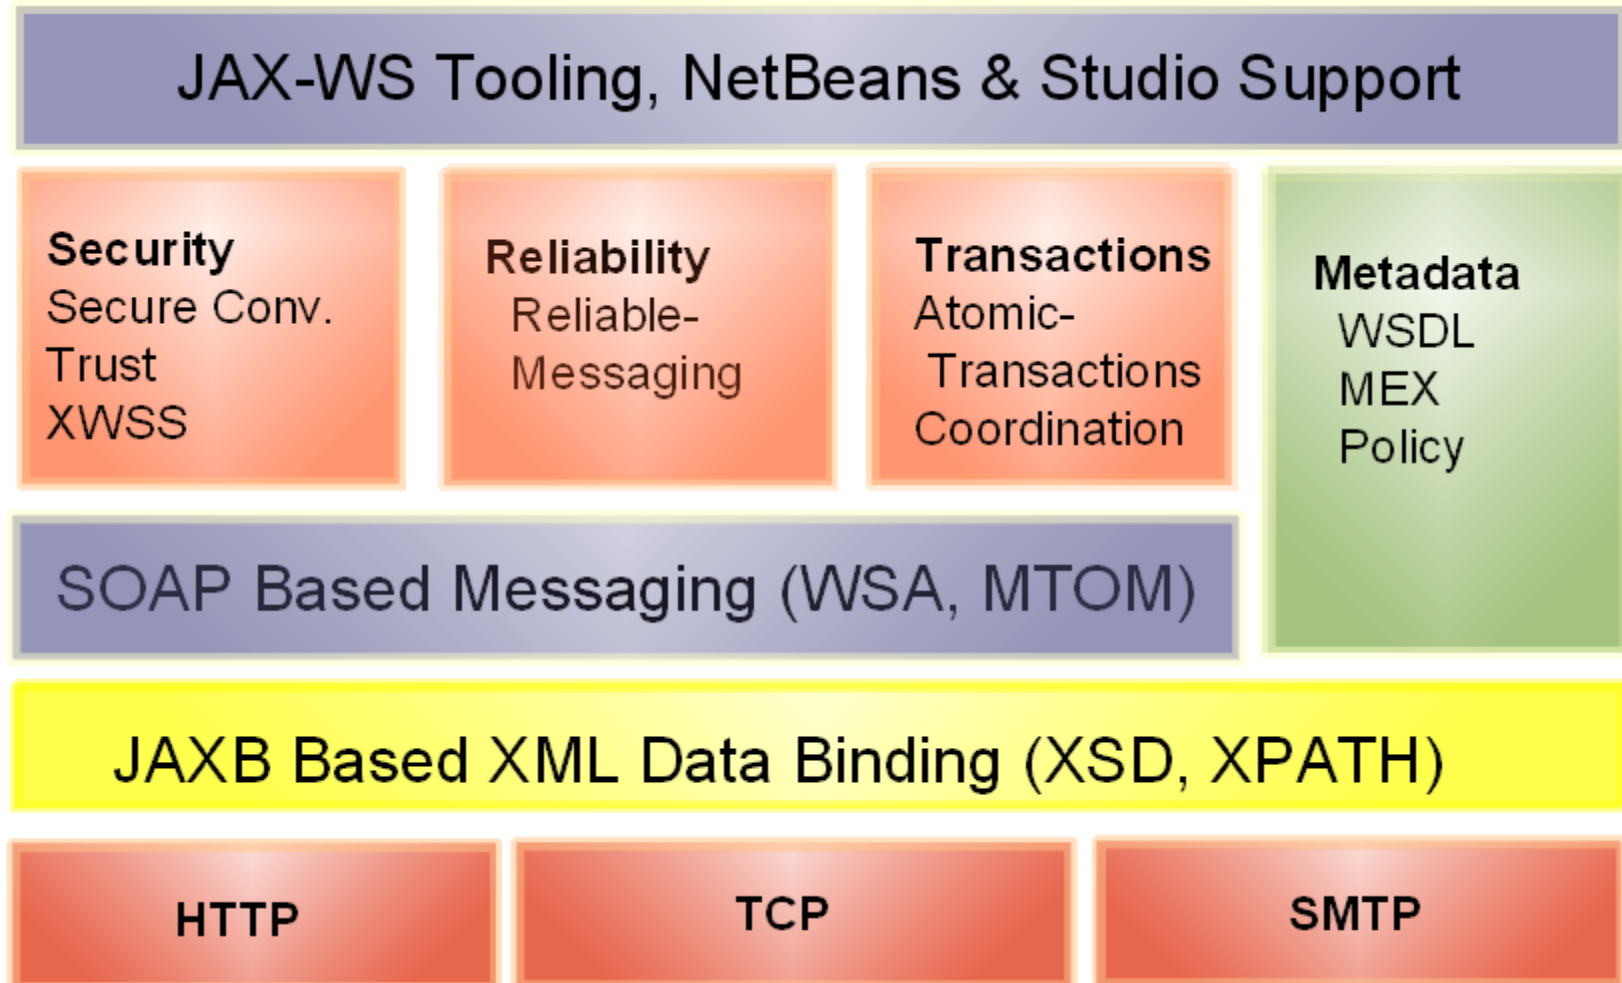 JAX-WS Tooling, NetBeans & Studio Support
Security
Secure Conv.
Trust
XWSS
Reliability
Reliable-
Messaging
Transactions
Atomic-
Transactions
Coordination
Metadata
WSDL
MEX
Policy
SOAP Based Messaging (WSA, MTOM)
JAXB Based XML Data Binding (XSD, XPATH)
HTTP
TCP
SMTP